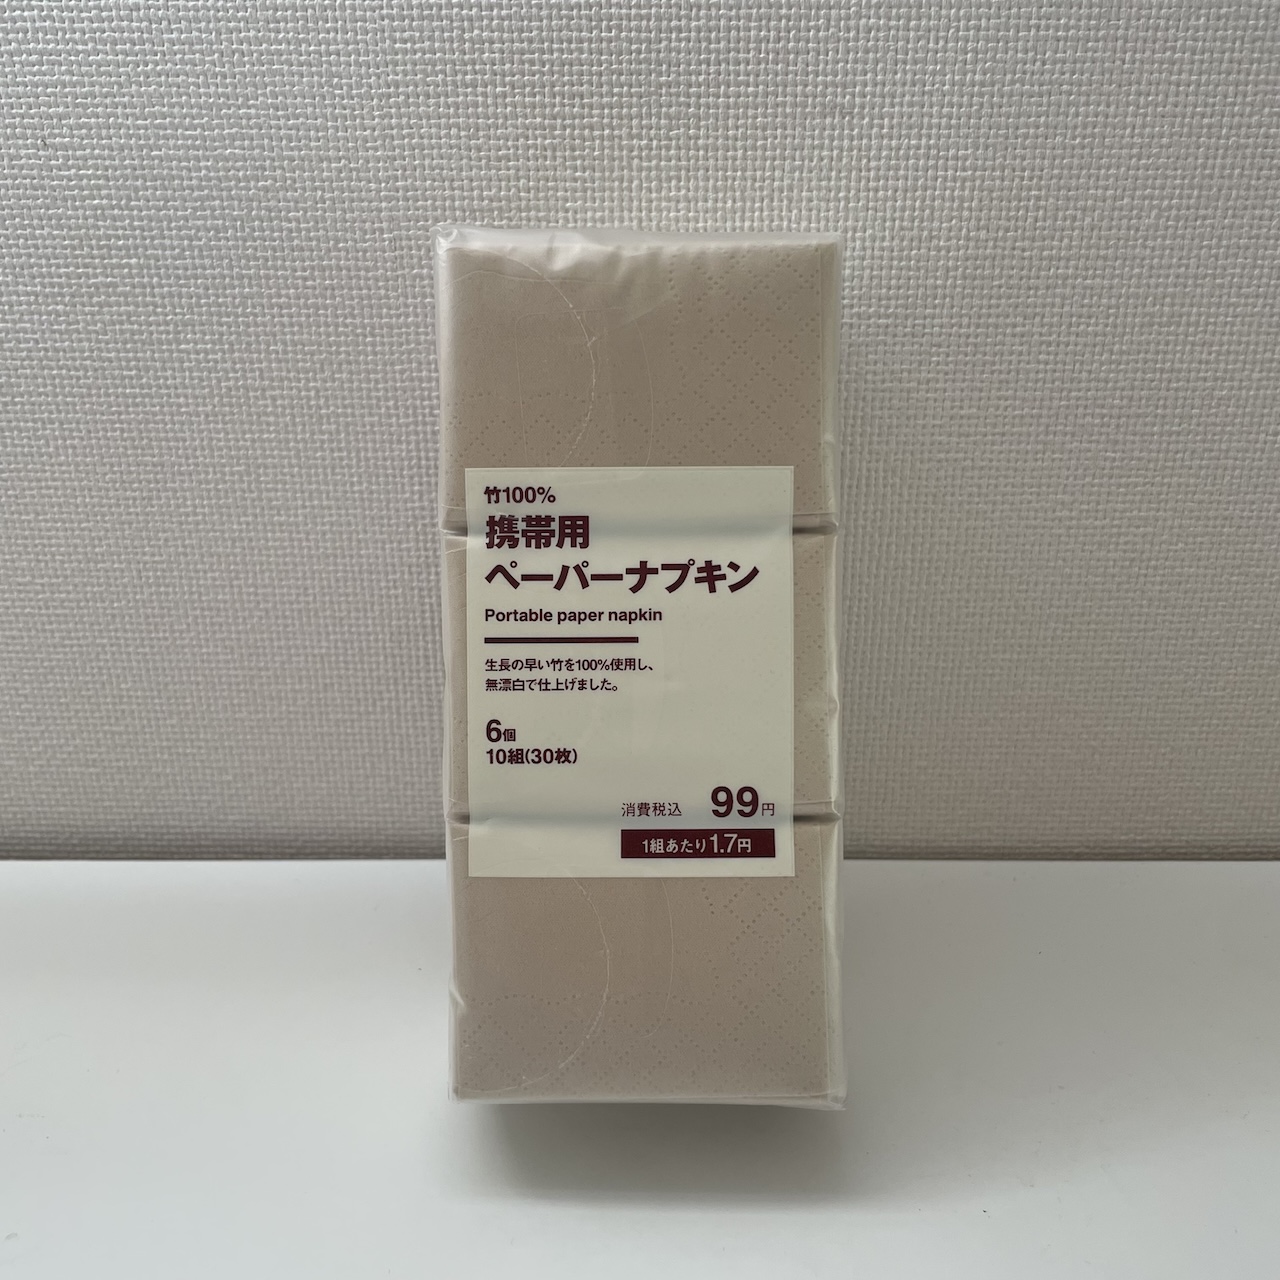 竹100%
携帯用
ペーパーナプキン
Portable paper napkin
生長の早い竹を100%使用し、
無漂白で仕上げました。
6個
10組(30枚)
消費税込 99円
1組あたり1.7円